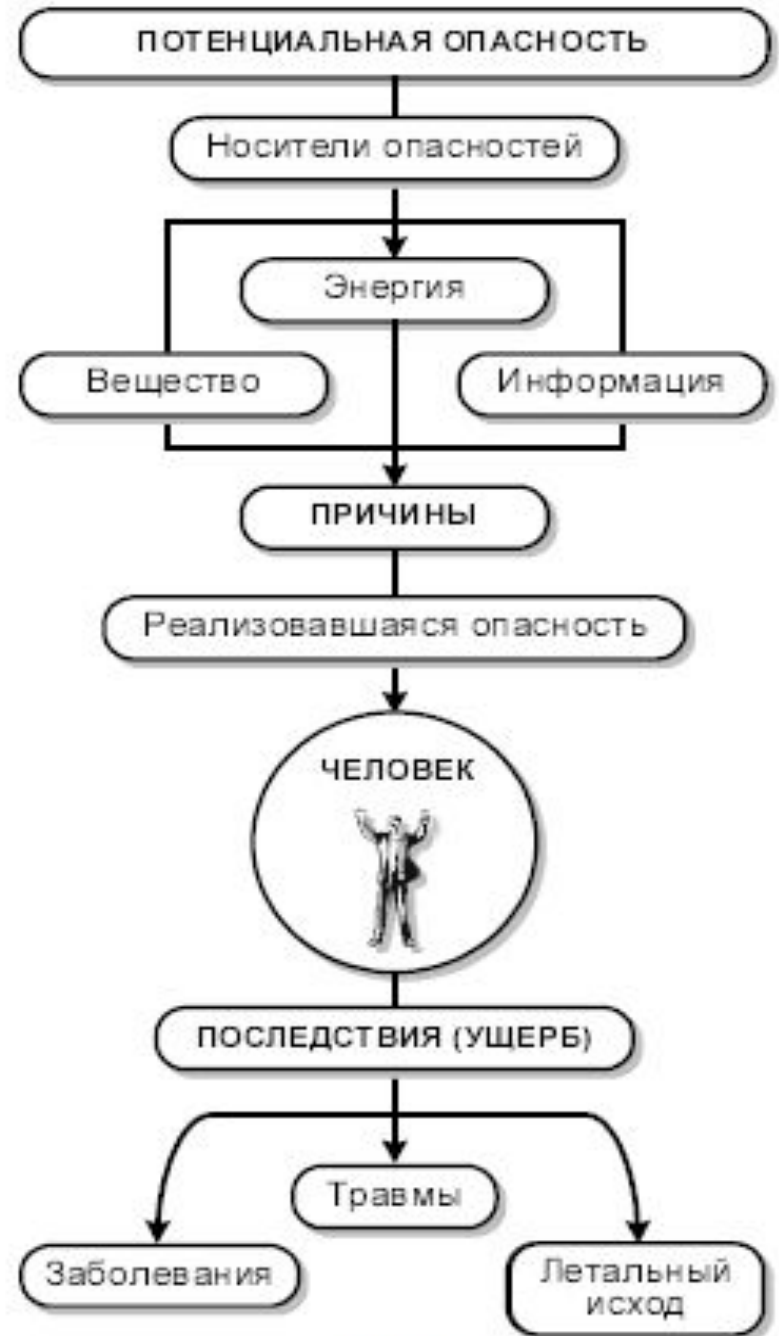 ПОТЕНЦИАЛЬНАЯ ОПАСНОСТЬ
Носители опасностей
Энергия
Вещество
Информация
ПРИЧИНЫ
Реализовавшаяся опасность
ЧЕЛОВЕК
ПОСЛЕДСТВИЯ (УЩЕРБ)
Травмы
Заболевания
Летальный
исход